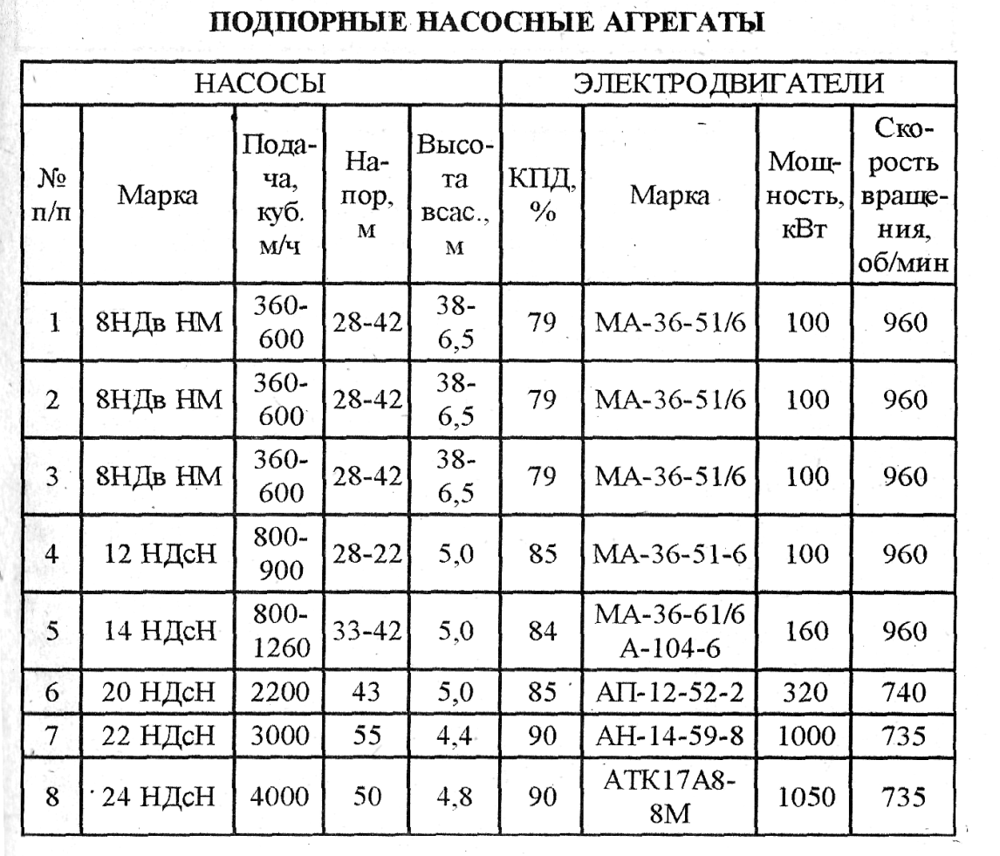 ПОДПОРНЫЕ НАСОСНЫЕ АГРЕГАТЫ
НАСОСЫ ЭЛЕКТРОДВИГАТЕЛИ
№ п/п Марка Пода-ча, куб. м/ч На-пор, м Высо-та всас., м КПД, % Марка Мощ-ность, кВт Ско-рость враще-ния, об/мин
1 8НДв НМ 360-600 28-42 38-6,5 79 МА-36-51/6 100 960
2 8НДв НМ 360-600 28-42 38-6,5 79 МА-36-51/6 100 960
3 8НДв НМ 360-600 28-42 38-6,5 79 МА-36-51/6 100 960
4 12 НДсН 800-900 28-22 5,0 85 МА-36-51-6 100 960
5 14 НДсН 800-1260 33-42 5,0 84 МА-36-61/6 А-104-6 160 960
6 20 НДсН 2200 43 5,0 85 АП-12-52-2 320 740
7 22 НДсН 3000 55 4,4 90 АН-14-59-8 1000 735
8 24 НДсН 4000 50 4,8 90 АТК17А8-8М 1050 735